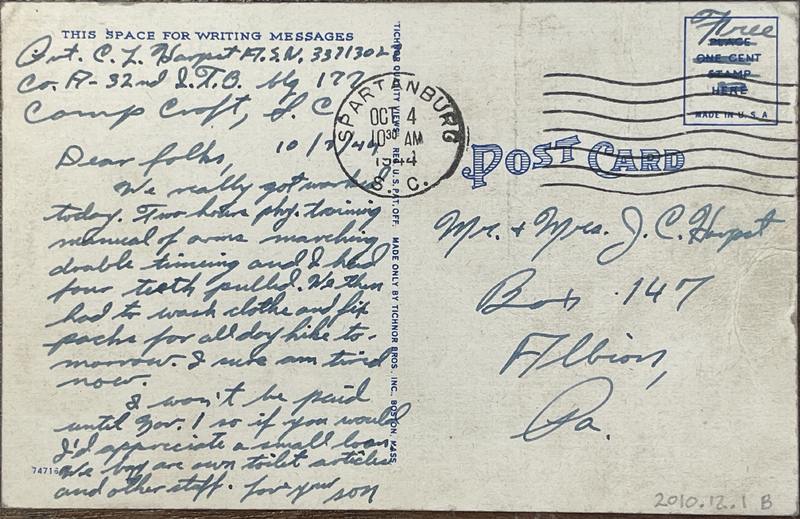 THIS SPACE FOR WRITING MESSAGES
Pvt. C. L. Harpst A.S.N. 3371302
Co. A- 32nd I.T.B. bldg 177
Camp Croft, S. C.
10/3/44
Dear folks,
We really got work
today. Two hours phy. training
manual of arms marching
double timeing and I had
four teeth pulled. We then
had to wash clothe and fix
packs for all day hike to-
morrow. I sure am tired
now.
I won't be paid
until Nov. 1 so if you would
I'd appreciate a small loan
We buy are own toilt articles
and other stuff. for your son
74716
"TICHNOR QUALITY VIEWS," REG. U.S. PAT. OFF. MADE ONLY BY TICHNOR BROS., INC., BOSTON, MASS.
SPARTANBURG
OCT 4
10 30 AM
1944
S. C.
Free
PLACE
ONE CENT
STAMP
HERE
MADE IN U.S.A
POST CARD
Mr. + Mrs. J. C. Harpst
Box 147
Albion,
Pa.
2010.12.1 B